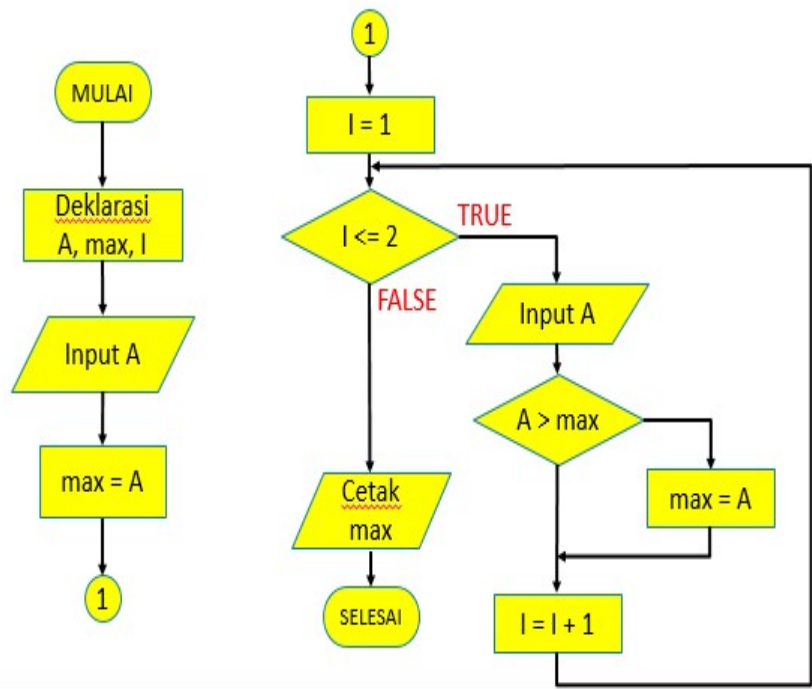 MULAI
Deklarasi
A, max, I
Input A
max = A
1
1
I = 1
I <= 2
TRUE
FALSE
Input A
A > max
max = A
I = I + 1
Cetak
max
SELESAI